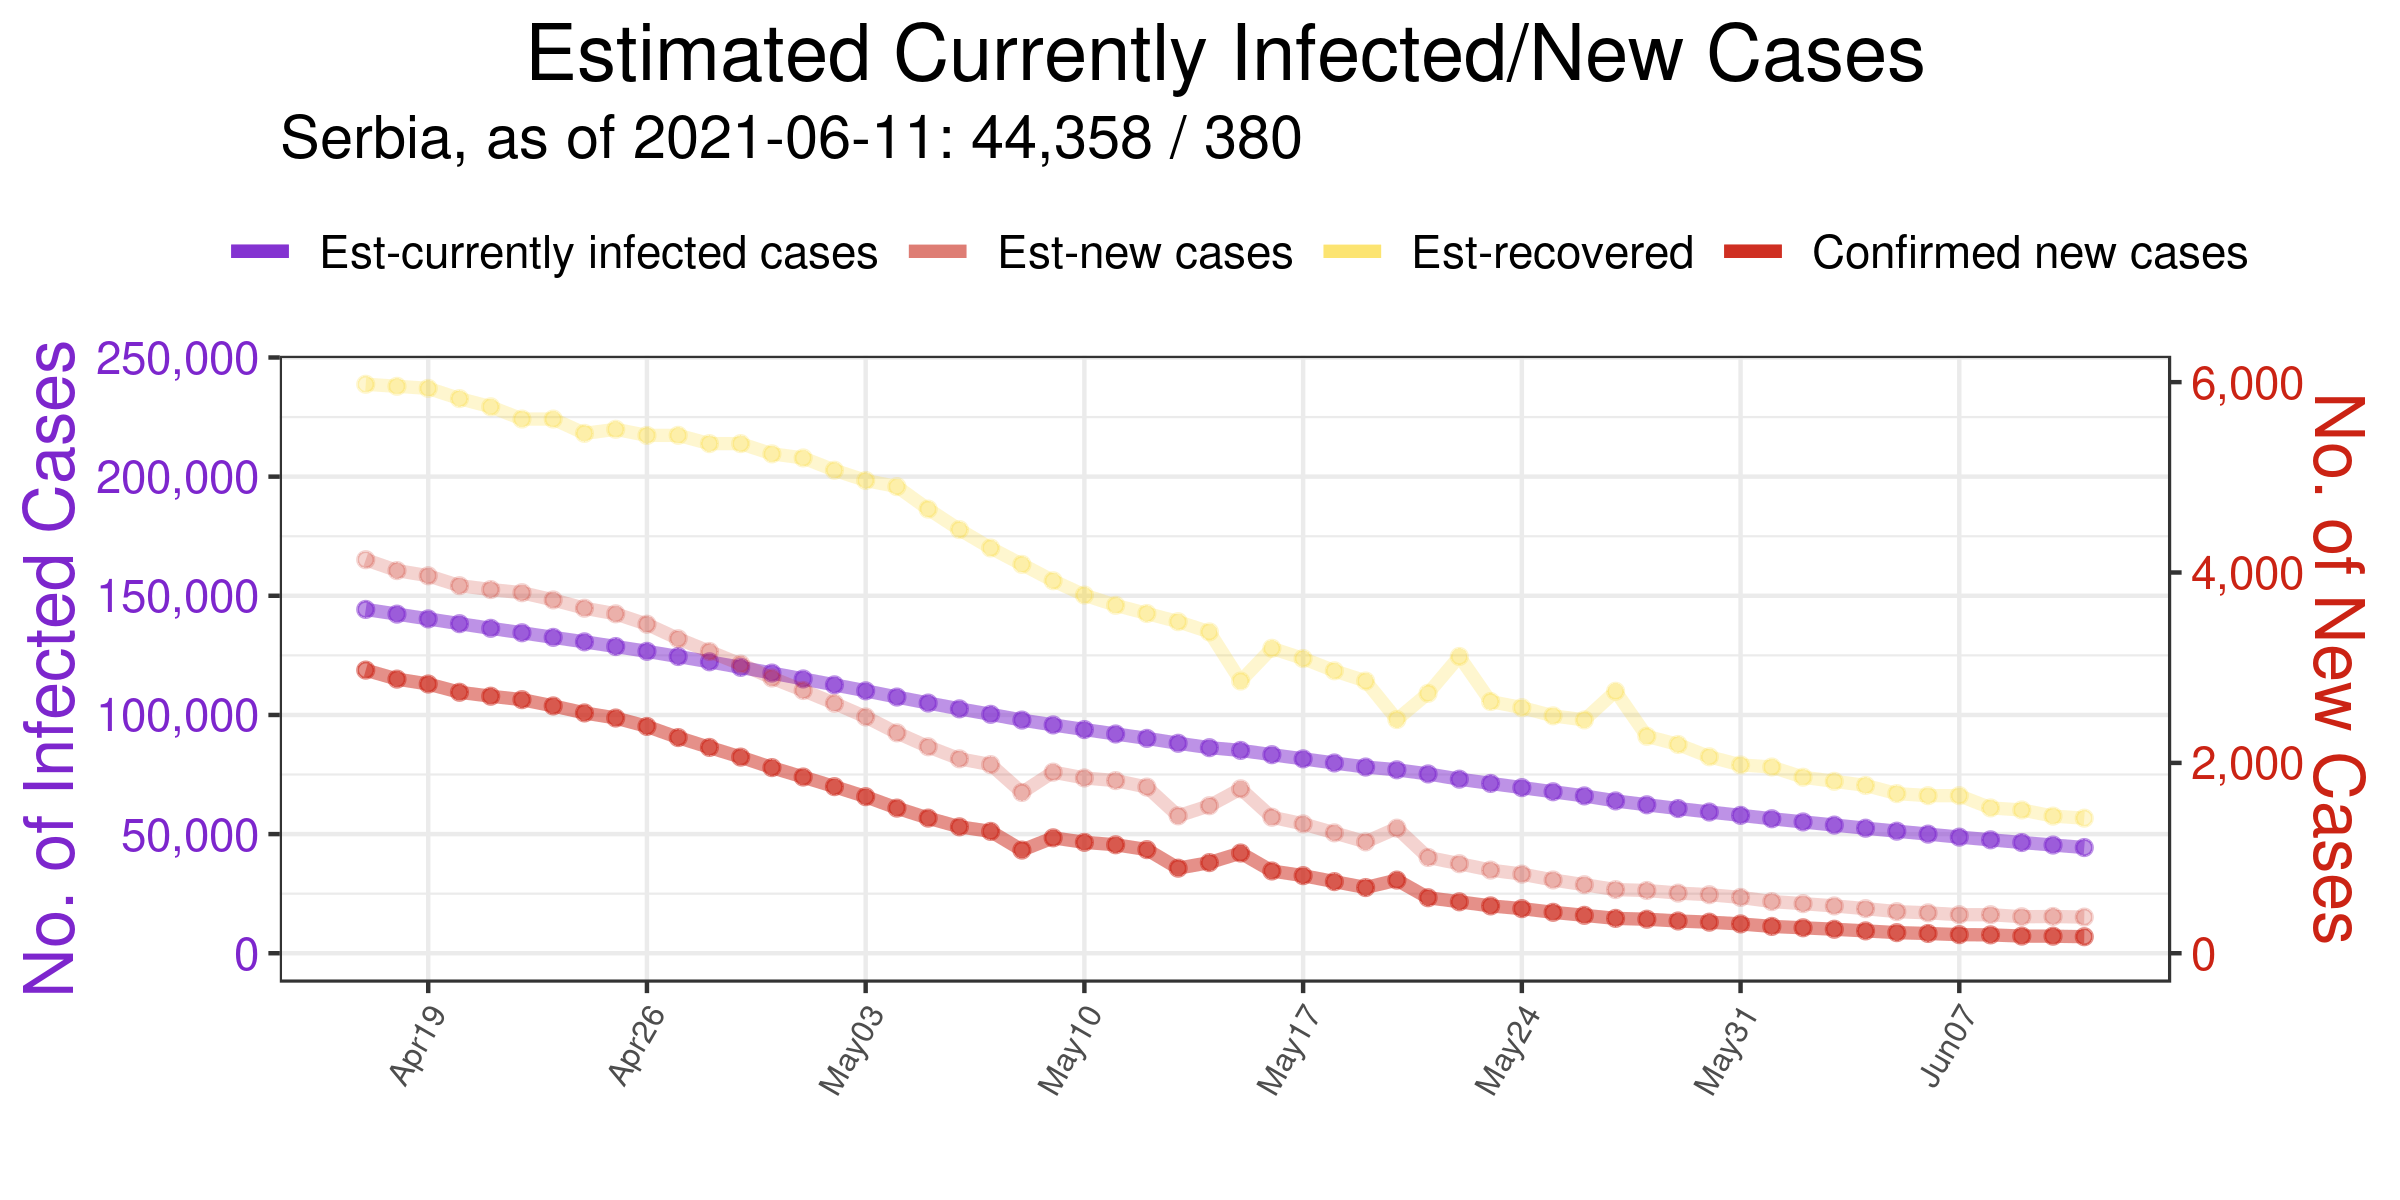 Estimated Currently Infected/New Cases
Serbia, as of 2021-06-11: 44,358 / 380
Est-currently infected cases Est-new cases Est-recovered Confirmed new cases
No. of Infected Cases
250,000
200,000
150,000
100,000
50,000
0
6,000
4,000
2,000
0
No. of New Cases
Apr19 Apr26 May03 May10 May17 May24 May31 Jun07